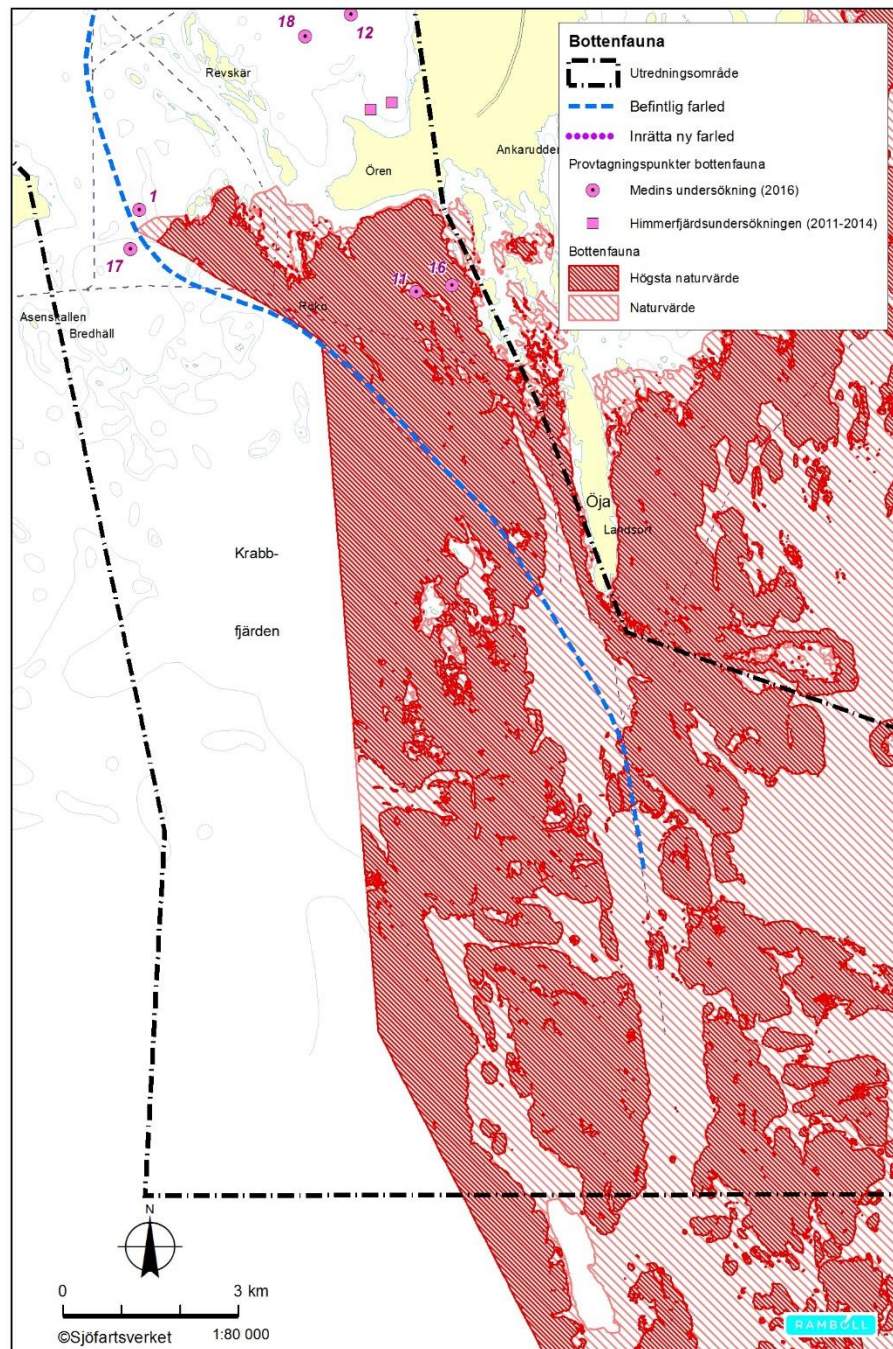 18
12
Revskär
Ören
Ankarudden
1
17
Asenskallen
Bredhäll
Rökö
11
16
Öja
Landsort
Krabb-
fjärden
Bottenfauna
Utredningsområde
Befintlig farled
Inrätta ny farled
Provtagningspunkter bottenfauna
Medins undersökning (2016)
Himmerfjärdsundersökningen (2011-2014)
Bottenfauna
Högsta naturvärde
Naturvärde
N
0 3 km
©Sjöfartsverket 1:80 000
RAMBOLL